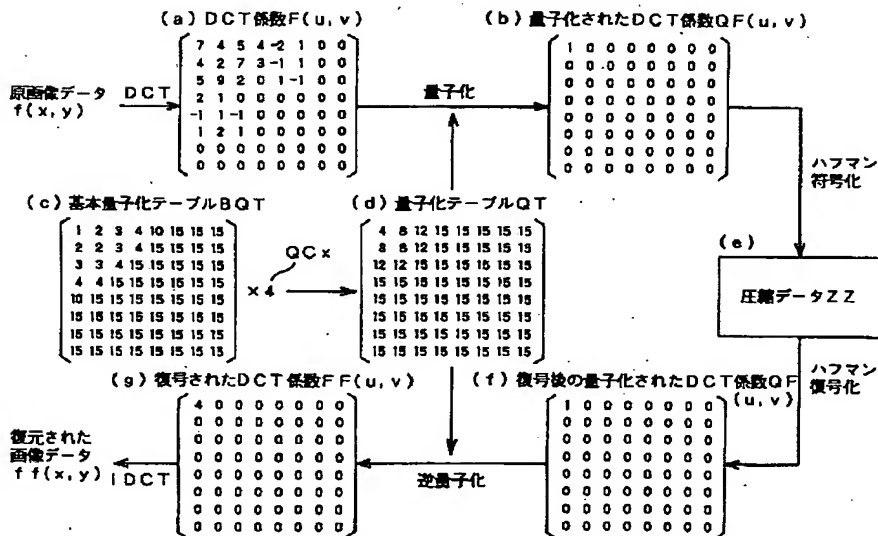 (a) DCT係数F(u, v)
7 4 5 4 -2 1 0 0
4 2 7 3 -1 1 0 0
5 9 2 0 1 -1 0 0
2 1 0 0 0 0 0 0
-1 1 -1 0 0 0 0 0
1 2 1 0 0 0 0 0
0 0 0 0 0 0 0 0
0 0 0 0 0 0 0 0
(b) 量子化されたDCT係数QF(u, v)
1 0 0 0 0 0 0 0
0 0 0 0 0 0 0 0
0 0 0 0 0 0 0 0
0 0 0 0 0 0 0 0
0 0 0 0 0 0 0 0
0 0 0 0 0 0 0 0
0 0 0 0 0 0 0 0
0 0 0 0 0 0 0 0
原画像データ
f(x, y)
DCT
量子化
ハフマン
符号化
(c) 基本量子化テーブルBQT
1 2 3 4 10 15 15 15
2 2 3 4 15 15 15 15
3 3 4 15 15 15 15 15
4 4 15 15 15 15 15 15
10 15 15 15 15 15 15 15
15 15 15 15 15 15 15 15
15 15 15 15 15 15 15 15
15 15 15 15 15 15 15 15
QCx
×4
(d) 量子化テーブルQT
4 8 12 15 15 15 15 15
8 8 12 15 15 15 15 15
12 12 15 15 15 15 15 15
15 15 15 15 15 15 15 15
15 15 15 15 15 15 15 15
15 15 15 15 15 15 15 15
15 15 15 15 15 15 15 15
15 15 15 15 15 15 15 15
(e)
圧縮データZZ
ハフマン
復号化
(g) 復号されたDCT係数FF(u, v)
4 0 0 0 0 0 0 0
0 0 0 0 0 0 0 0
0 0 0 0 0 0 0 0
0 0 0 0 0 0 0 0
0 0 0 0 0 0 0 0
0 0 0 0 0 0 0 0
0 0 0 0 0 0 0 0
0 0 0 0 0 0 0 0
(f) 復号後の量子化されたDCT係数QF
(u, v)
1 0 0 0 0 0 0 0
0 0 0 0 0 0 0 0
0 0 0 0 0 0 0 0
0 0 0 0 0 0 0 0
0 0 0 0 0 0 0 0
0 0 0 0 0 0 0 0
0 0 0 0 0 0 0 0
0 0 0 0 0 0 0 0
復元された
画像データ
ff(x, y)
IDCT
逆量子化